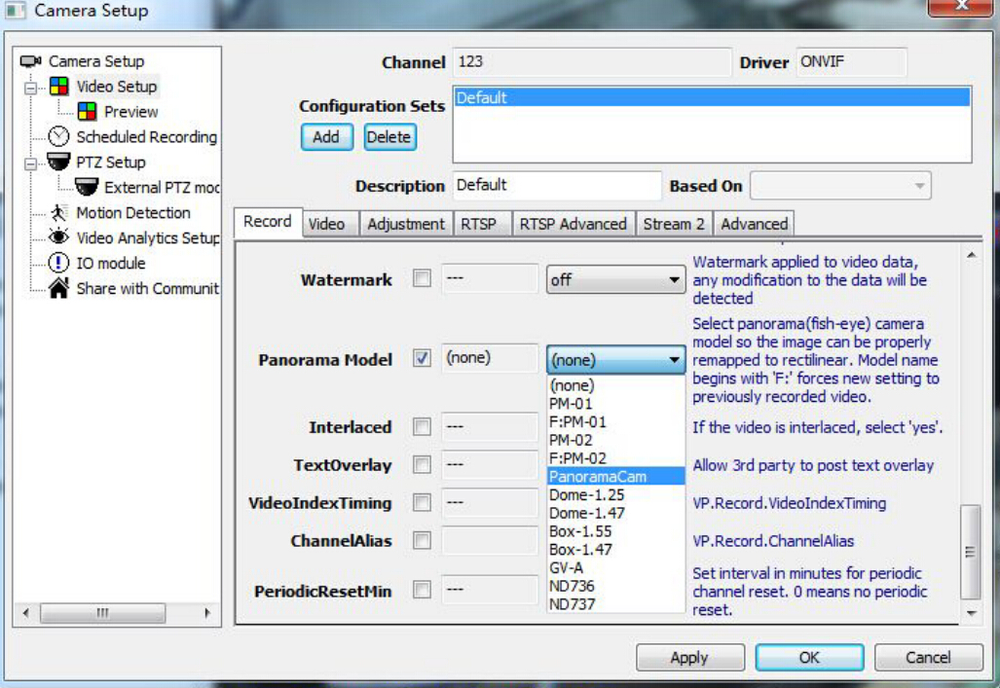 Camera Setup
Camera Setup
Video Setup
Preview
Scheduled Recording
PTZ Setup
External PTZ moc
Motion Detection
Video Analytics Setup
IO module
Share with Communit
Channel 123 Driver ONVIF
Configuration Sets Default
Add Delete
Description Default Based On
Record Video Adjustment RTSP RTSP Advanced Stream 2 Advanced
Watermark --- off
Watermark applied to video data,
any modification to the data will be
detected
Panorama Model (none) (none)
Select panorama(fish-eye) camera
model so the image can be properly
remapped to rectilinear. Model name
begins with 'F:' forces new setting to
previously recorded video.
(none)
PM-01
F:PM-01
PM-02
F:PM-02
PanoramaCam
Dome-1.25
Dome-1.47
Box-1.55
Box-1.47
GV-A
ND736
ND737
Interlaced --- If the video is interlaced, select 'yes'.
TextOverlay --- Allow 3rd party to post text overlay
VideoIndexTiming --- VP.Record.VideoIndexTiming
ChannelAlias VP.Record.ChannelAlias
PeriodicResetMin ---
Set interval in minutes for periodic
channel reset. 0 means no periodic
reset.
Apply OK Cancel